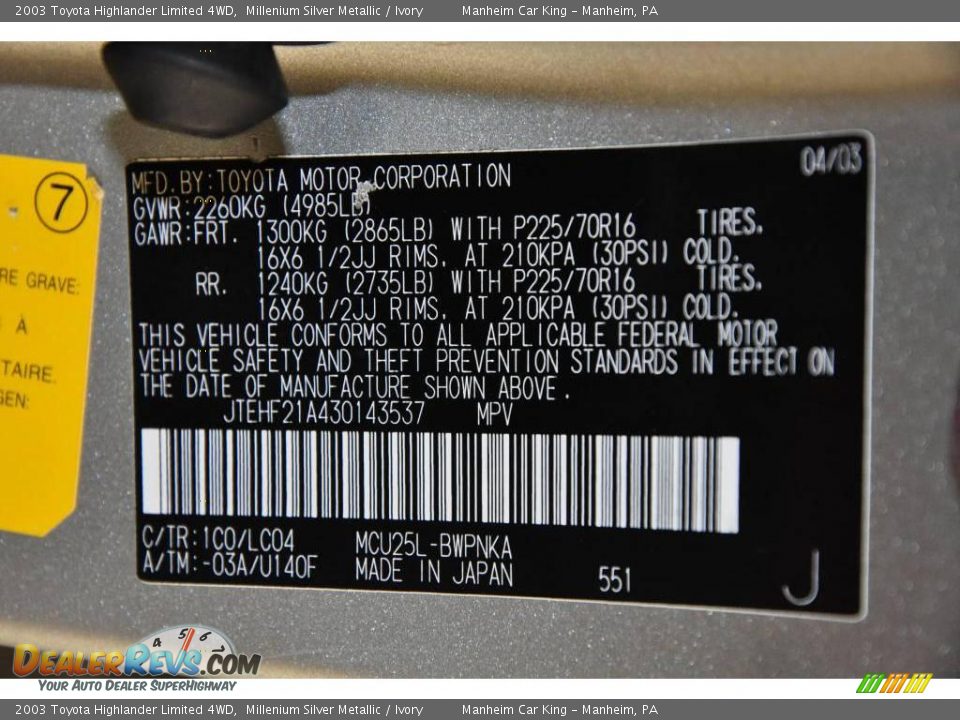 2003 Toyota Highlander Limited 4WD, Millenium Silver Metallic / Ivory Manheim Car King - Manheim, PA
04/03
MFD.BY:TOYOTA MOTOR CORPORATION
GVWR:2260KG (4985LB)
GAWR:FRT. 1300KG (2865LB) WITH P225/70R16 TIRES.
16X6 1/2JJ RIMS. AT 210KPA (30PSI) COLD.
RR. 1240KG (2735LB) WITH P225/70R16 TIRES.
16X6 1/2JJ RIMS. AT 210KPA (30PSI) COLD.
THIS VEHICLE CONFORMS TO ALL APPLICABLE FEDERAL MOTOR
VEHICLE SAFETY AND THEFT PREVENTION STANDARDS IN EFFECT ON
THE DATE OF MANUFACTURE SHOWN ABOVE.
JTEHF21A430143537 MPV
C/TR:1C0/LC04 MCU25L-BWPNKA
A/TM:-03A/U140F MADE IN JAPAN 551 J
7
RE GRAVE:
À
TAIRE.
GEN:
4 5 6 7
DealerRevs.com
Your Auto Dealer SuperHighway
2003 Toyota Highlander Limited 4WD, Millenium Silver Metallic / Ivory Manheim Car King - Manheim, PA